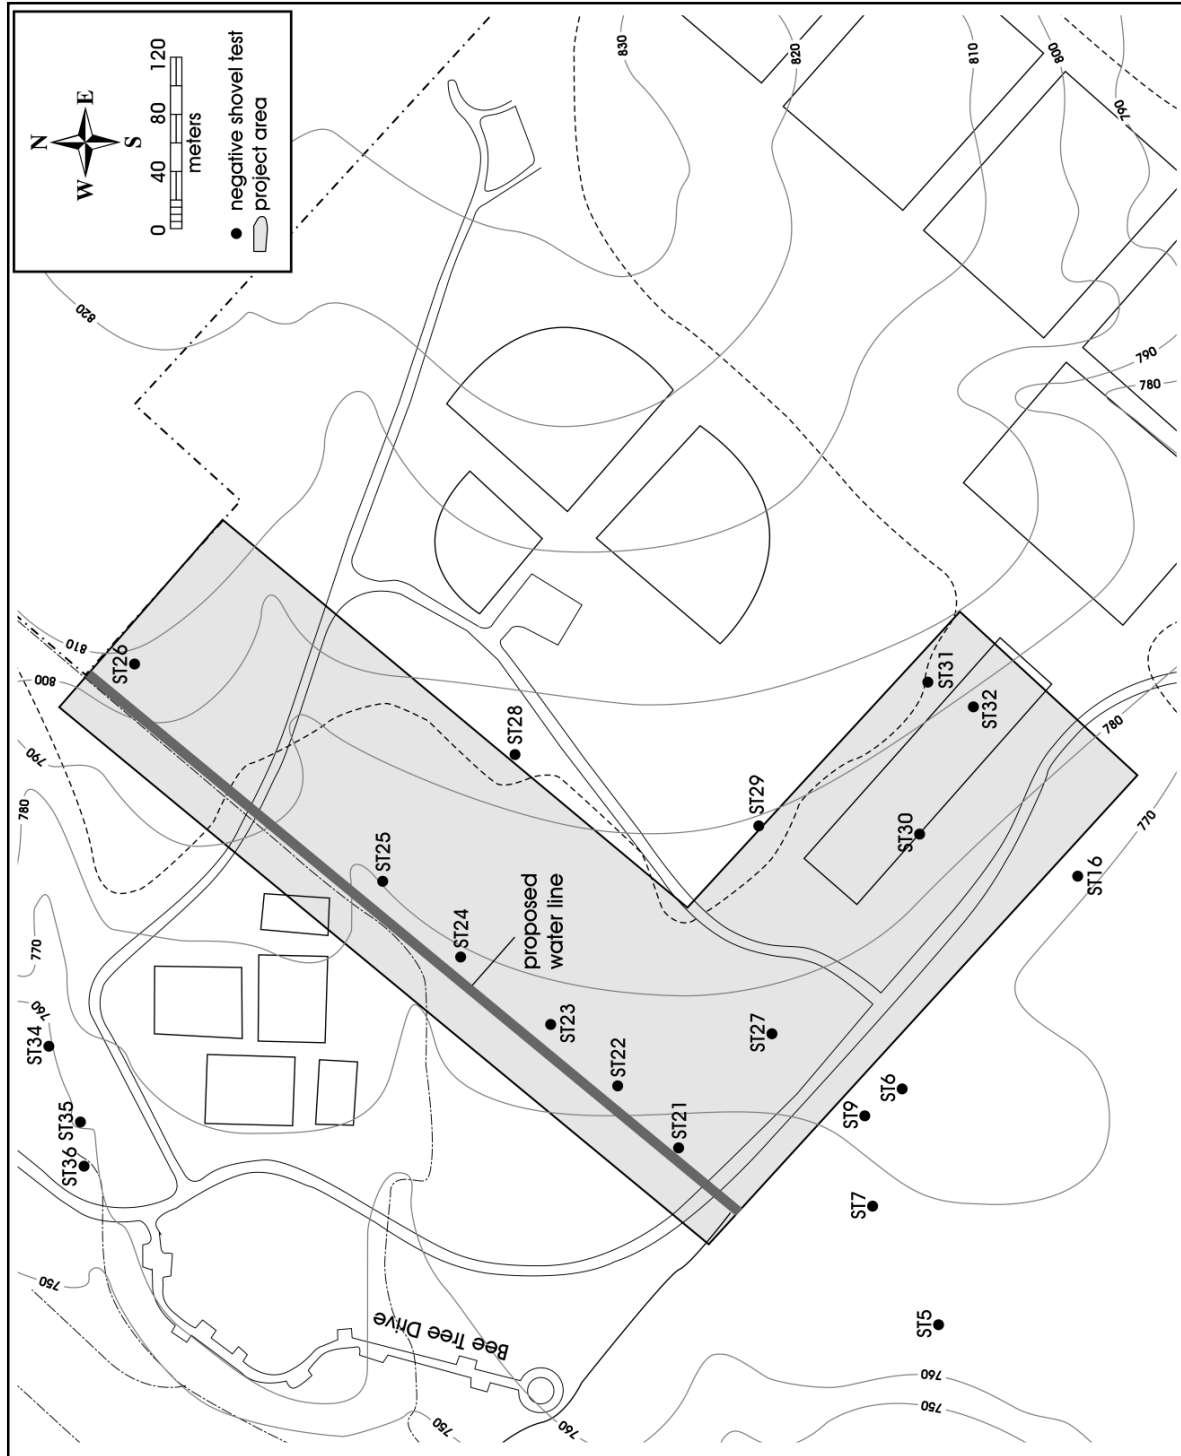 N
W
E
S
0 40 80 120
meters
negative shovel test
project area
820
830
820
810
800
790
790
780
810
800
790
780
770
760
ST26
ST28
ST25
ST24
proposed
water line
ST23
ST22
ST21
ST29
ST31
ST32
ST30
ST27
ST16
ST6
ST9
ST7
ST5
ST34
ST35
ST36
780
770
750
Bee Tree Drive
750
760
760
750